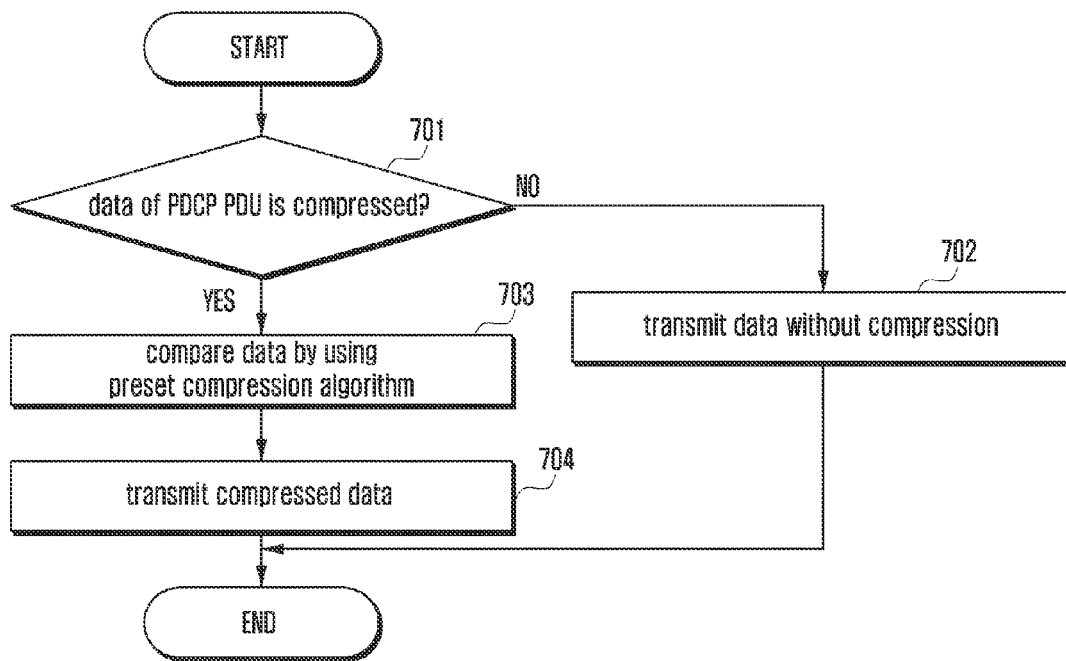 START
701
data of PDCP PDU is compressed?
NO
YES
702
transmit data without compression
703
compare data by using
preset compression algorithm
704
transmit compressed data
END